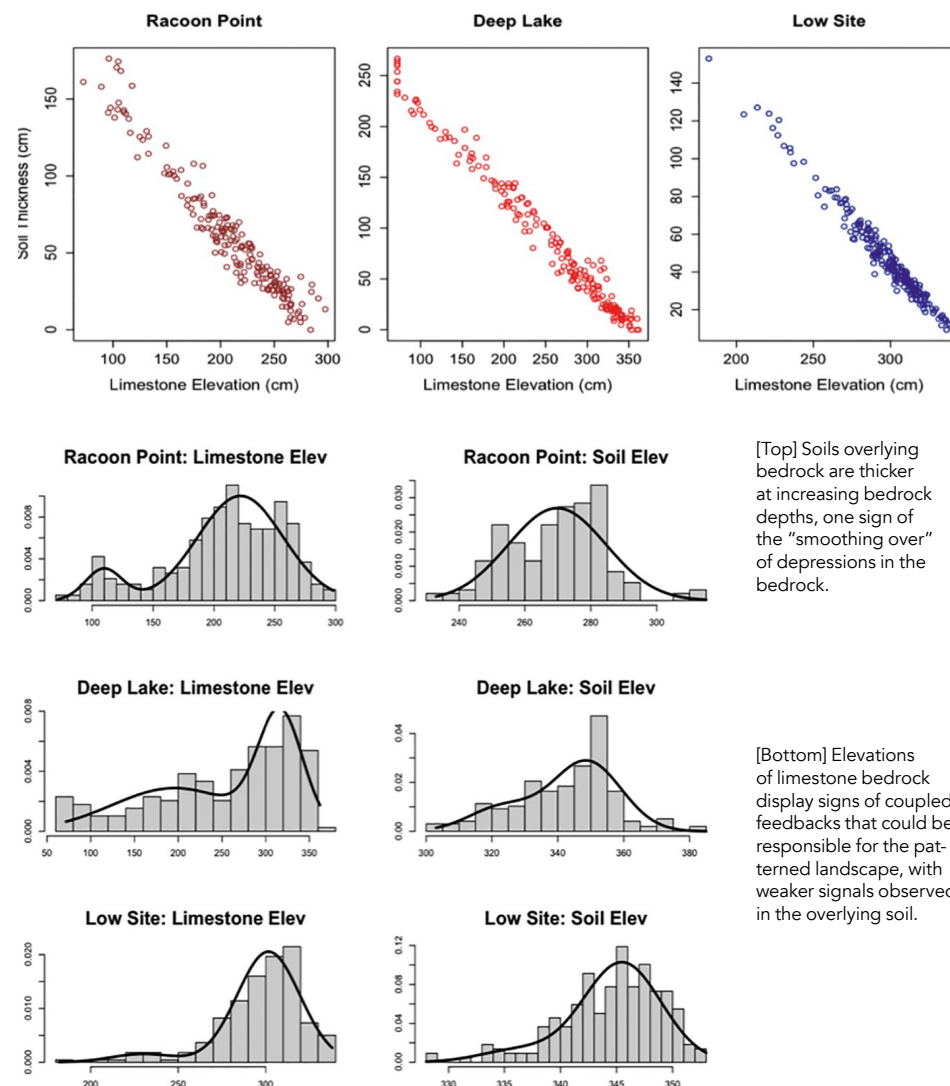 Racoon Point
Deep Lake
Low Site
Soil Thickness (cm)
150
100
50
0
100 150 200 250 300
Limestone Elevation (cm)
250
200
150
100
50
0
100 150 200 250 300 350
Limestone Elevation (cm)
140
120
100
80
60
40
20
200 250 300
Limestone Elevation (cm)
[Top] Soils overlying
bedrock are thicker
at increasing bedrock
depths, one sign of
the “smoothing over”
of depressions in the
bedrock.
Racoon Point: Limestone Elev
0.008
0.004
0.000
100 150 200 250 300
Racoon Point: Soil Elev
0.030
0.020
0.010
0.000
240 260 280 300
Deep Lake: Limestone Elev
0.008
0.004
0.000
50 100 150 200 250 300 350
Deep Lake: Soil Elev
0.04
0.02
0.00
300 320 340 360 380
[Bottom] Elevations
of limestone bedrock
display signs of coupled
feedbacks that could be
responsible for the pat-
terned landscape, with
weaker signals observed
in the overlying soil.
Low Site: Limestone Elev
0.020
0.010
0.000
200 250 300
Low Site: Soil Elev
0.12
0.08
0.04
0.00
330 335 340 345 350